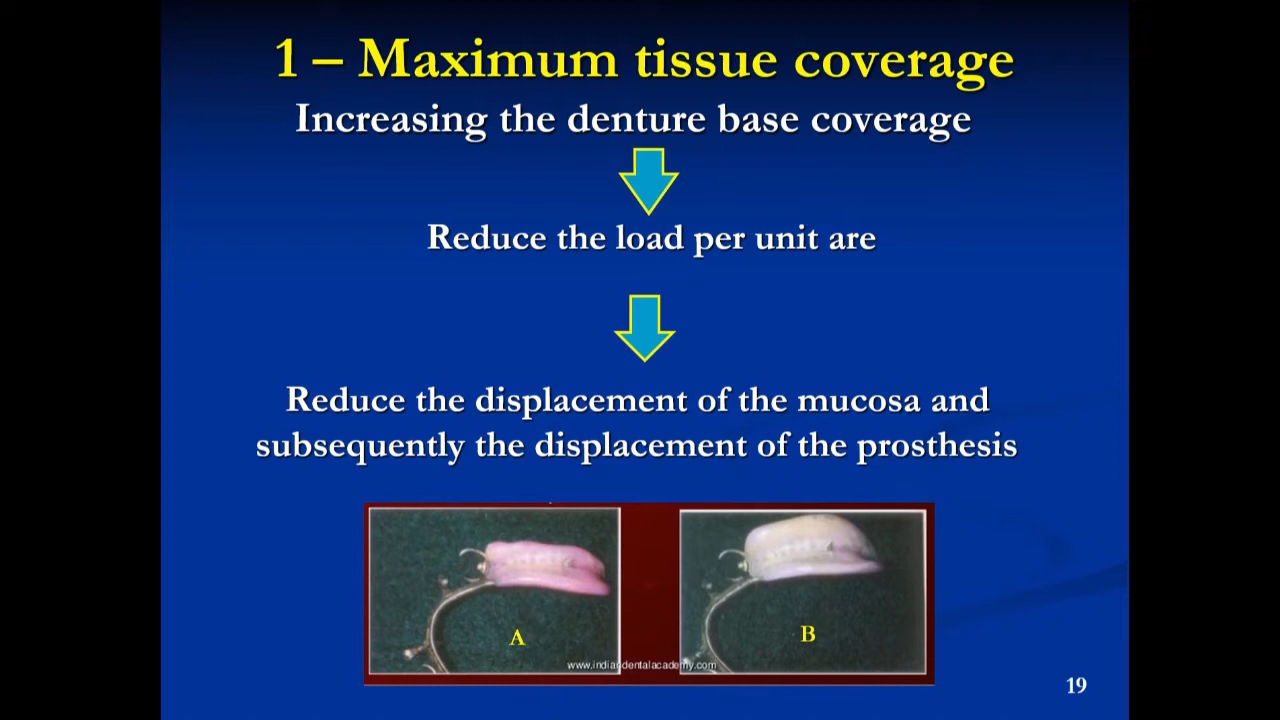 1 – Maximum tissue coverage
Increasing the denture base coverage
Reduce the load per unit are
Reduce the displacement of the mucosa and
subsequently the displacement of the prosthesis
A
B
www.indiandentalacademy.com
19